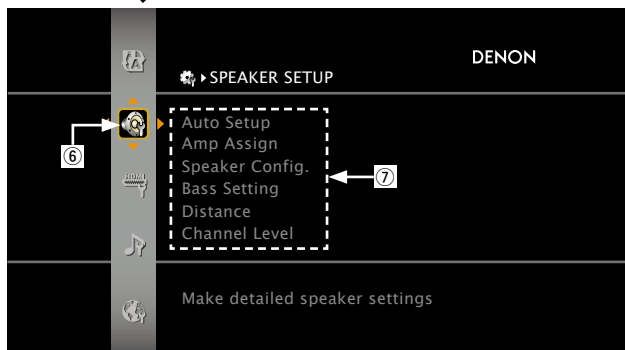 DENON
▸SPEAKER SETUP
Auto Setup
Amp Assign
⑥
Speaker Config.
⑦
HDMI
Bass Setting
Distance
Channel Level
Make detailed speaker settings